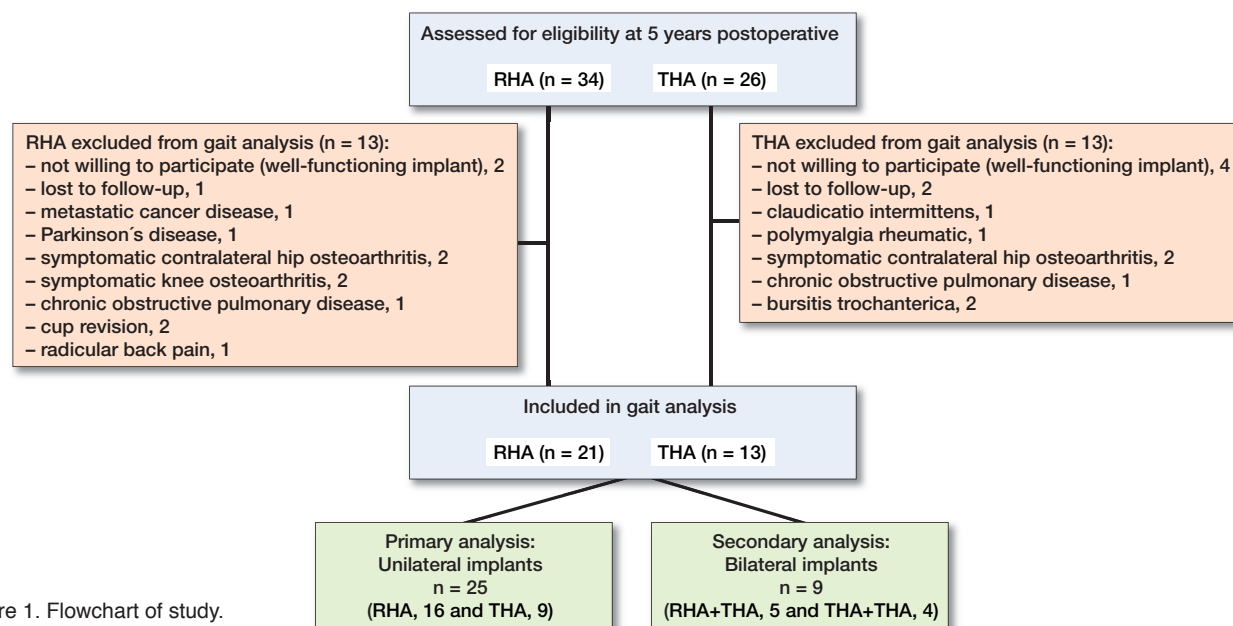 Assessed for eligibility at 5 years postoperative
RHA (n = 34) THA (n = 26)
RHA excluded from gait analysis (n = 13):
– not willing to participate (well-functioning implant), 2
– lost to follow-up, 1
– metastatic cancer disease, 1
– Parkinson´s disease, 1
– symptomatic contralateral hip osteoarthritis, 2
– symptomatic knee osteoarthritis, 2
– chronic obstructive pulmonary disease, 1
– cup revision, 2
– radicular back pain, 1
THA excluded from gait analysis (n = 13):
– not willing to participate (well-functioning implant), 4
– lost to follow-up, 2
– claudicatio intermittens, 1
– polymyalgia rheumatic, 1
– symptomatic contralateral hip osteoarthritis, 2
– chronic obstructive pulmonary disease, 1
– bursitis trochanterica, 2
Included in gait analysis
RHA (n = 21) THA (n = 13)
Primary analysis:
Unilateral implants
n = 25
(RHA, 16 and THA, 9)
Secondary analysis:
Bilateral implants
n = 9
(RHA+THA, 5 and THA+THA, 4)
re 1. Flowchart of study.